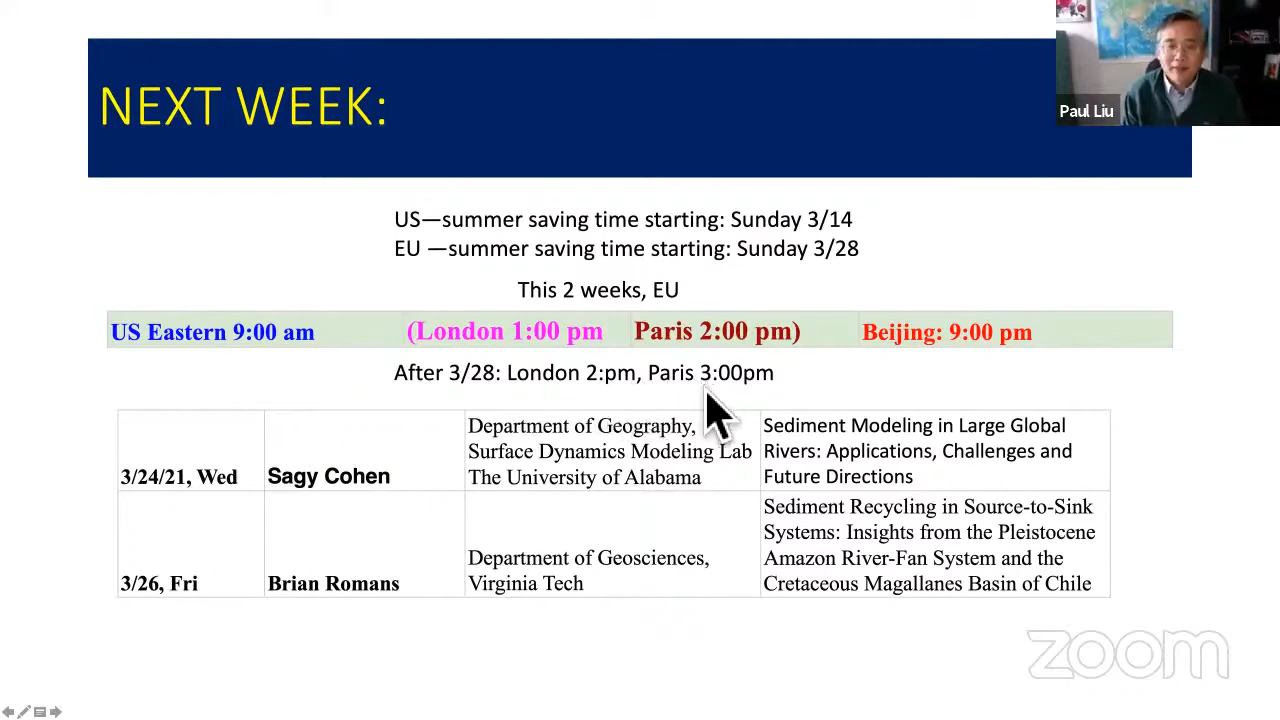 NEXT WEEK:
Paul Liu
US—summer saving time starting: Sunday 3/14
EU —summer saving time starting: Sunday 3/28
This 2 weeks, EU
US Eastern 9:00 am (London 1:00 pm Paris 2:00 pm) Beijing: 9:00 pm
After 3/28: London 2:pm, Paris 3:00pm
3/24/21, Wed
Sagy Cohen
Department of Geography,
Surface Dynamics Modeling Lab
The University of Alabama
Sediment Modeling in Large Global
Rivers: Applications, Challenges and
Future Directions
3/26, Fri
Brian Romans
Department of Geosciences,
Virginia Tech
Sediment Recycling in Source-to-Sink
Systems: Insights from the Pleistocene
Amazon River-Fan System and the
Cretaceous Magallanes Basin of Chile
zoom